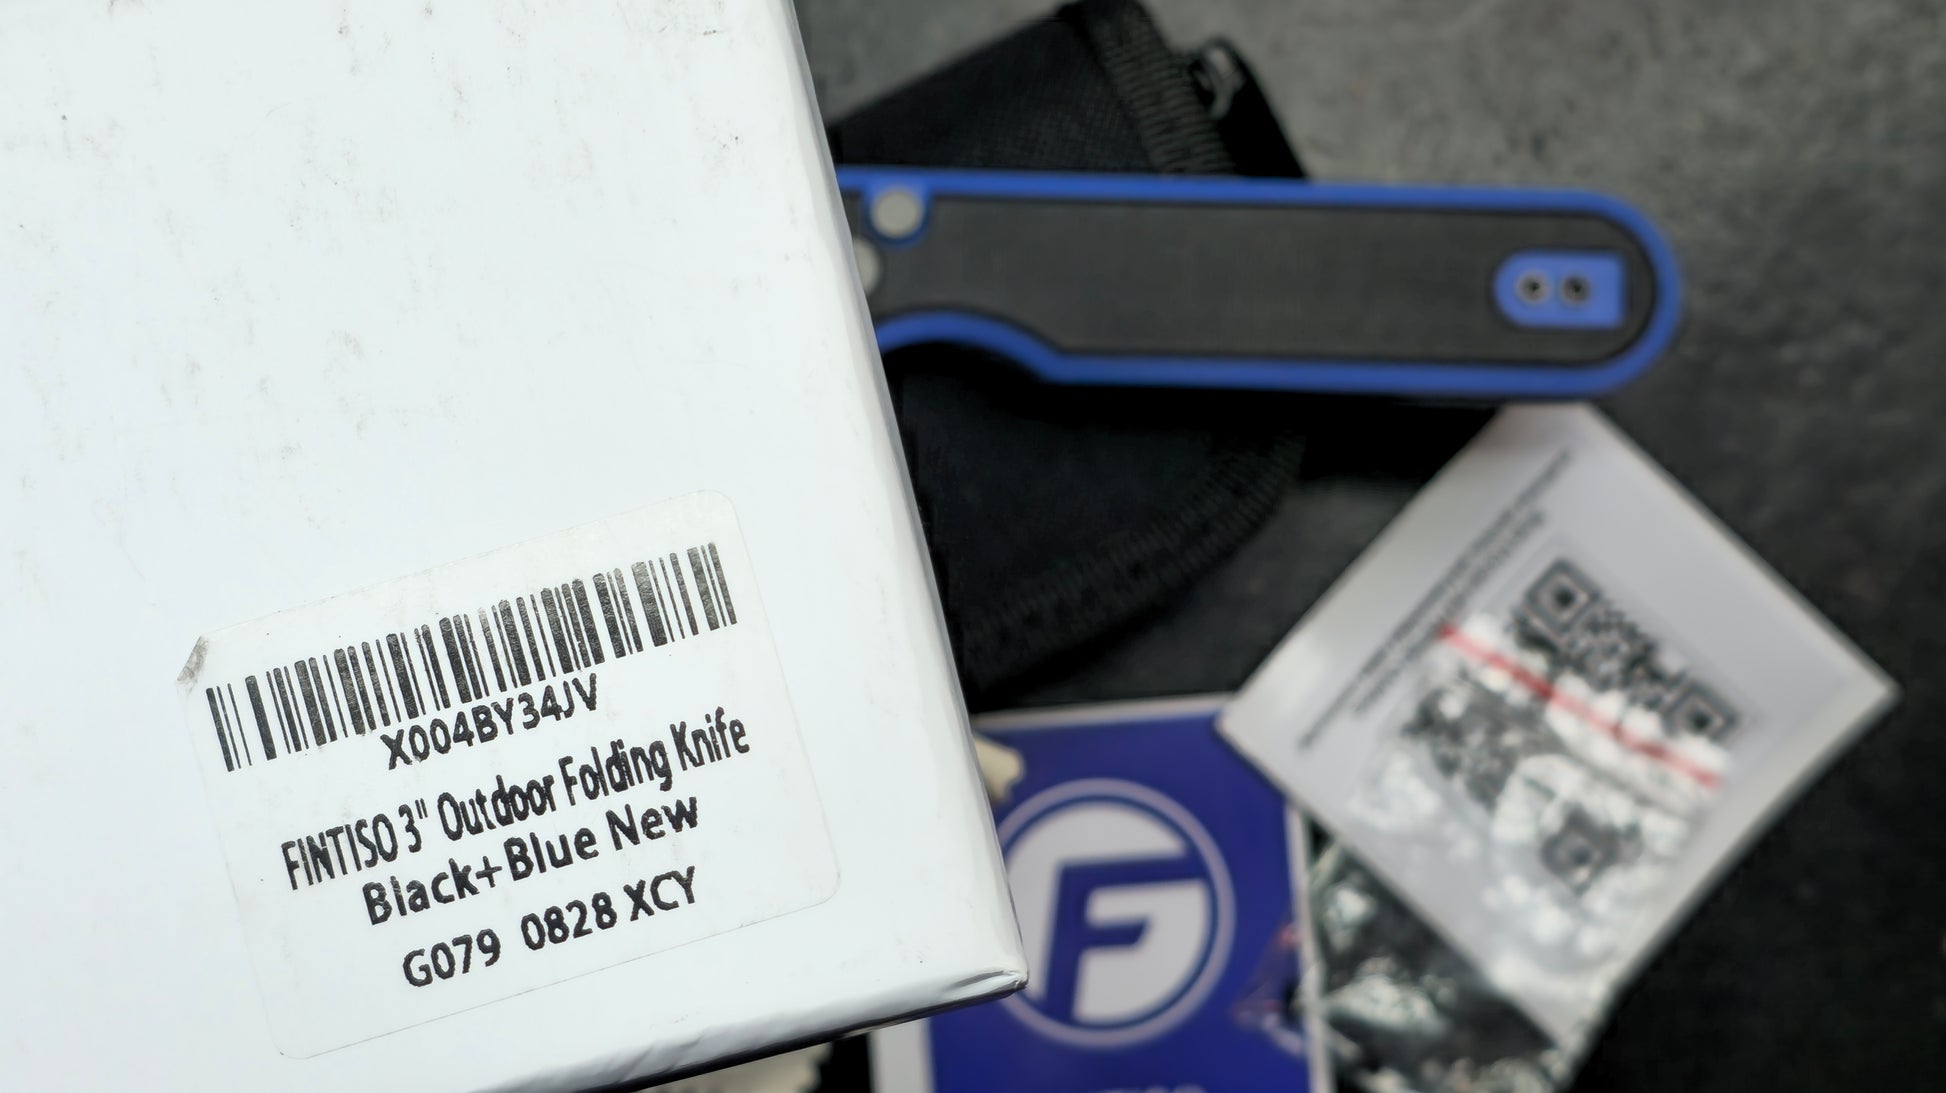 X004BY34JV
FINTISO 3" Outdoor Folding Knife
Black+Blue New
G079 0828 XCY
F